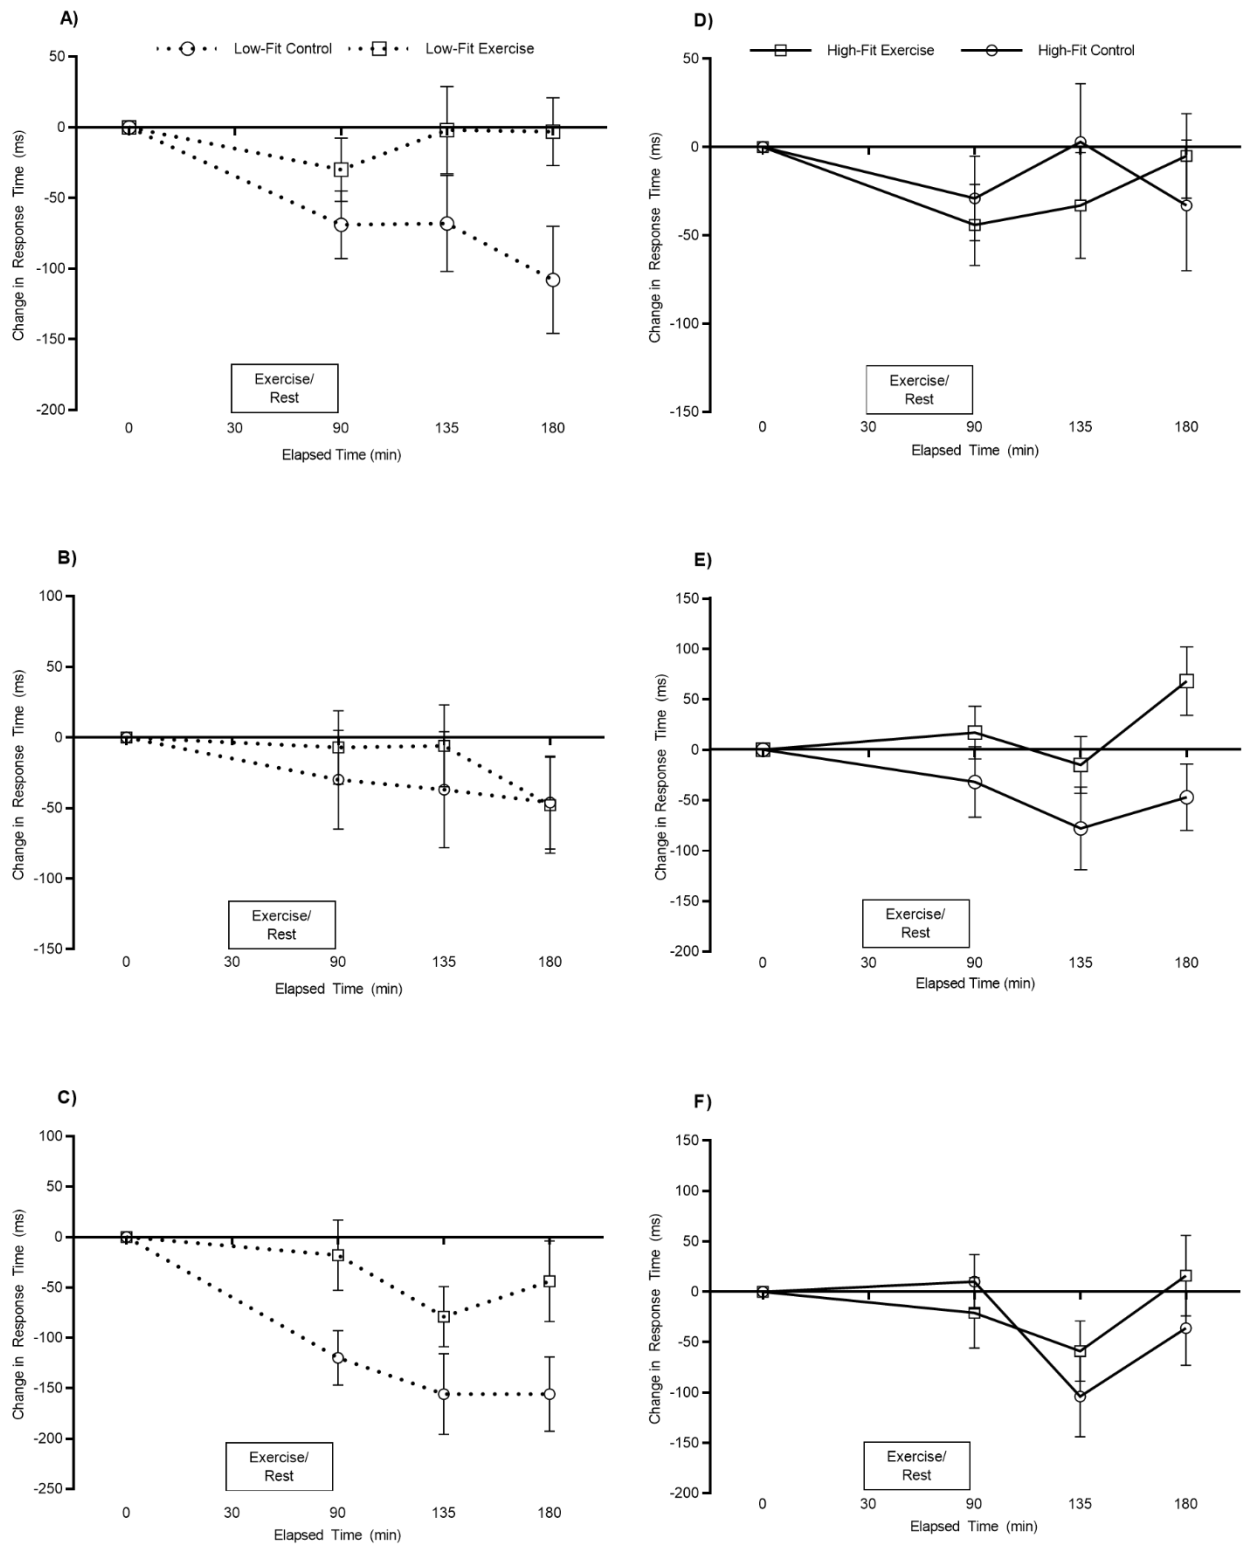 A)
Low-Fit Control Low-Fit Exercise
50
0
-50
-100
-150
-200
Change in Response Time (ms)
Exercise/
Rest
0 30 90 135 180
Elapsed Time (min)
D)
High-Fit Exercise High-Fit Control
50
0
-50
-100
-150
Change in Response Time (ms)
Exercise/
Rest
0 30 90 135 180
Elapsed Time (min)
B)
100
50
0
-50
-100
-150
Change in Response Time (ms)
Exercise/
Rest
0 30 90 135 180
Elapsed Time (min)
E)
150
100
50
0
-50
-100
-150
-200
Change in Response Time (ms)
Exercise/
Rest
0 30 90 135 180
Elapsed Time (min)
C)
100
50
0
-50
-100
-150
-200
-250
Change in Response Time (ms)
Exercise/
Rest
0 30 90 135 180
Elapsed Time (min)
F)
150
100
50
0
-50
-100
-150
-200
Change in Response Time (ms)
Exercise/
Rest
0 30 90 135 180
Elapsed Time (min)